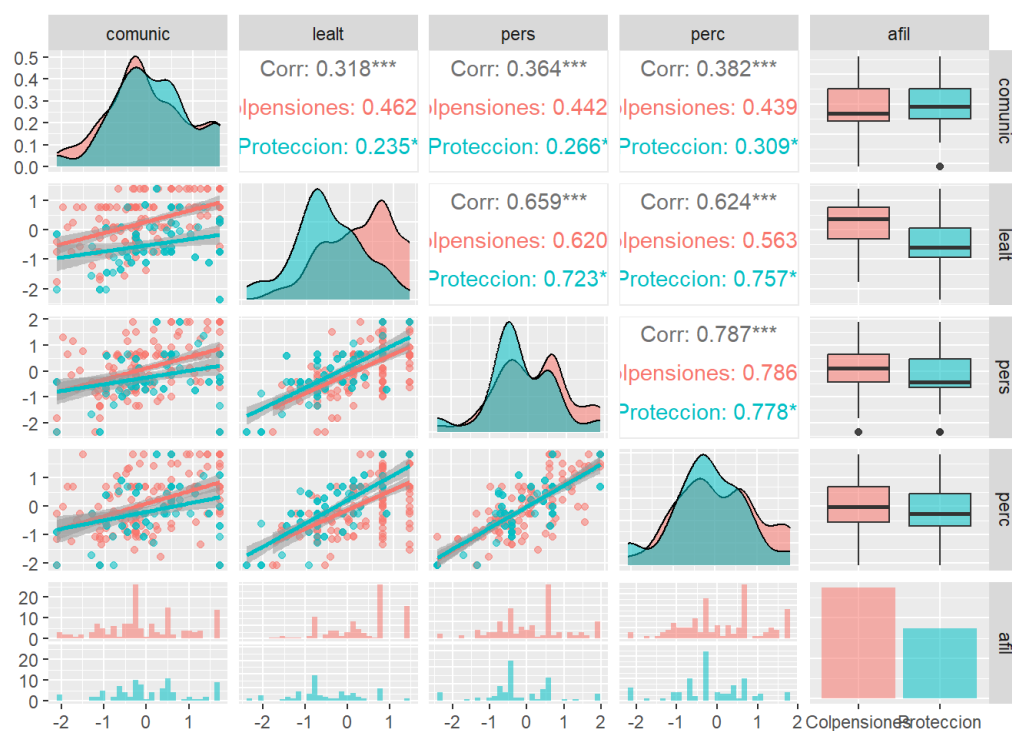 comunic lealt pers perc afil
0.5
0.4
0.3
0.2
0.1
0.0
Corr: 0.318***
olpensiones: 0.462
Proteccion: 0.235*
Corr: 0.364***
olpensiones: 0.442
Proteccion: 0.266*
Corr: 0.382***
olpensiones: 0.439
Proteccion: 0.309*
comunic
1
0
-1
-2
Corr: 0.659***
olpensiones: 0.620
Proteccion: 0.723*
Corr: 0.624***
olpensiones: 0.563
Proteccion: 0.757*
lealt
2
1
0
-1
-2
Corr: 0.787***
olpensiones: 0.786
Proteccion: 0.778*
pers
1
0
-1
-2
perc
20
10
0
20
10
0
afil
-2 -1 0 1 -2 -1 0 1 -2 -1 0 1 2 -2 -1 0 1 2 Colpensiones Proteccion